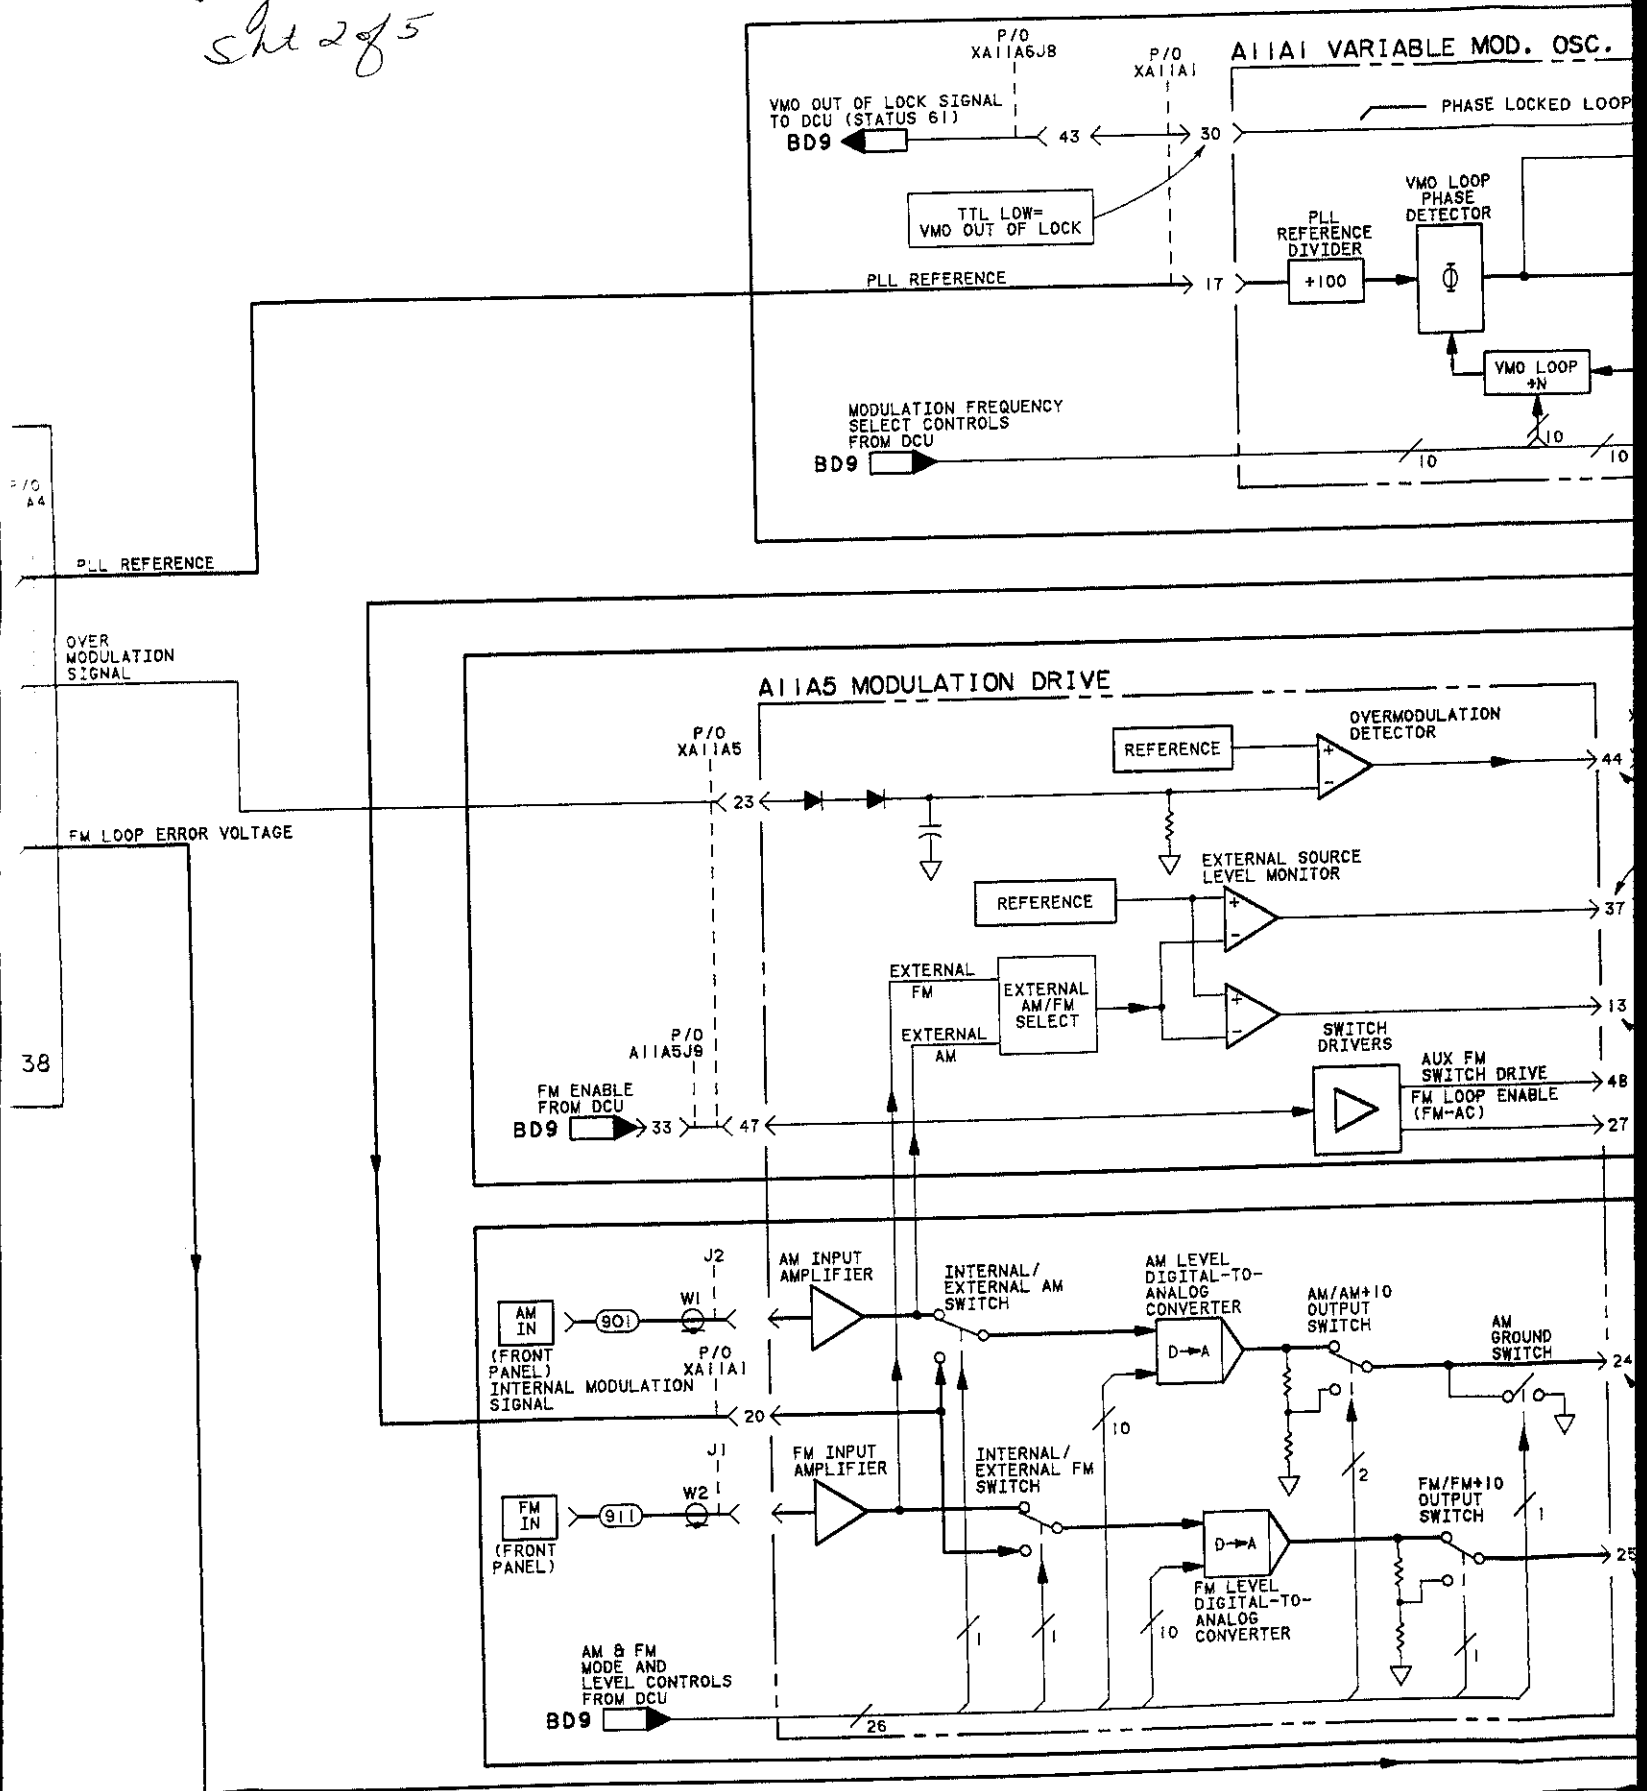 Sht 2 of 5
P/O
XA11A6J8
P/O
XA11A1
A11A1 VARIABLE MOD. OSC.
VMO OUT OF LOCK SIGNAL
TO DCU (STATUS 61)
BD9
43
30
PHASE LOCKED LOOP
TTL LOW=
VMO OUT OF LOCK
VMO LOOP
PHASE
DETECTOR
PLL
REFERENCE
DIVIDER
÷100
Φ
PLL REFERENCE
17
VMO LOOP
÷N
MODULATION FREQUENCY
SELECT CONTROLS
FROM DCU
BD9
10
10
10
P/O
A4
PLL REFERENCE
OVER
MODULATION
SIGNAL
FM LOOP ERROR VOLTAGE
38
A11A5 MODULATION DRIVE
P/O
XA11A5
REFERENCE
OVERMODULATION
DETECTOR
+
-
44
23
EXTERNAL SOURCE
LEVEL MONITOR
REFERENCE
+
-
37
EXTERNAL
FM
EXTERNAL
AM/FM
SELECT
+
-
13
EXTERNAL
AM
P/O
A11A5J9
SWITCH
DRIVERS
FM ENABLE
FROM DCU
BD9
33
47
AUX FM
SWITCH DRIVE
48
FM LOOP ENABLE
(FM-AC)
27
J2
AM INPUT
AMPLIFIER
INTERNAL/
EXTERNAL AM
SWITCH
AM LEVEL
DIGITAL-TO-
ANALOG
CONVERTER
AM/AM÷10
OUTPUT
SWITCH
AM
GROUND
SWITCH
AM
IN
901
W1
(FRONT
PANEL)
P/O
XA11A1
D→A
24
INTERNAL MODULATION
SIGNAL
20
10
J1
FM INPUT
AMPLIFIER
INTERNAL/
EXTERNAL FM
SWITCH
2
FM/FM÷10
OUTPUT
SWITCH
1
FM
IN
911
W2
(FRONT
PANEL)
D→A
25
FM LEVEL
DIGITAL-TO-
ANALOG
CONVERTER
1
1
10
1
AM & FM
MODE AND
LEVEL CONTROLS
FROM DCU
BD9
26